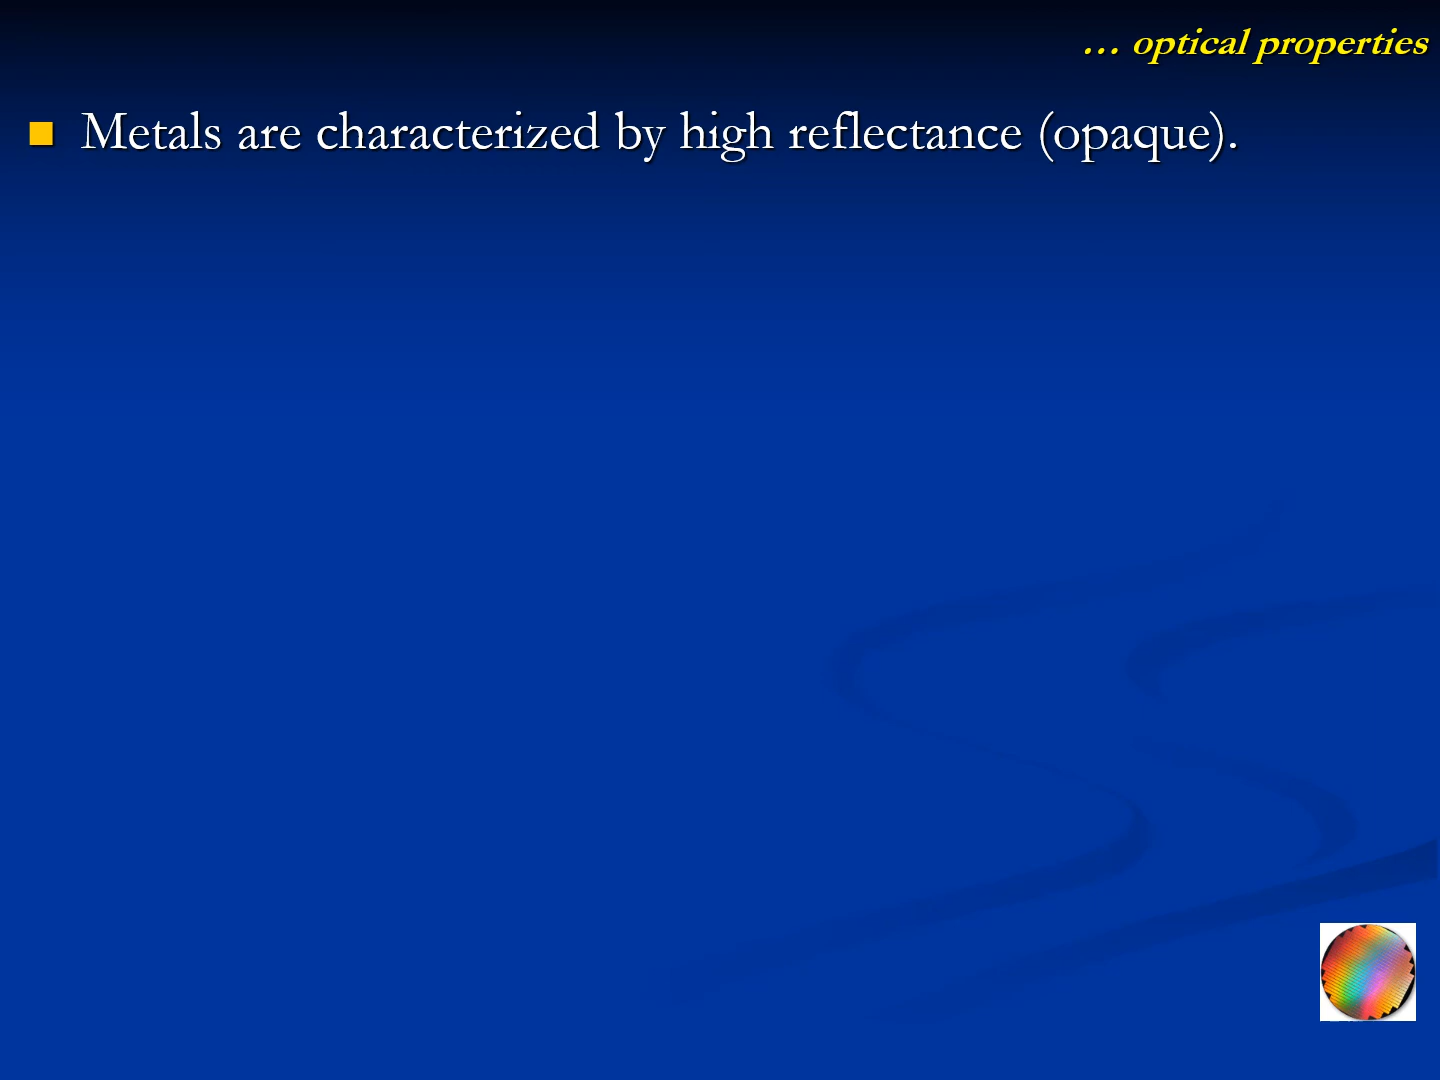 … optical properties
Metals are characterized by high reflectance (opaque).